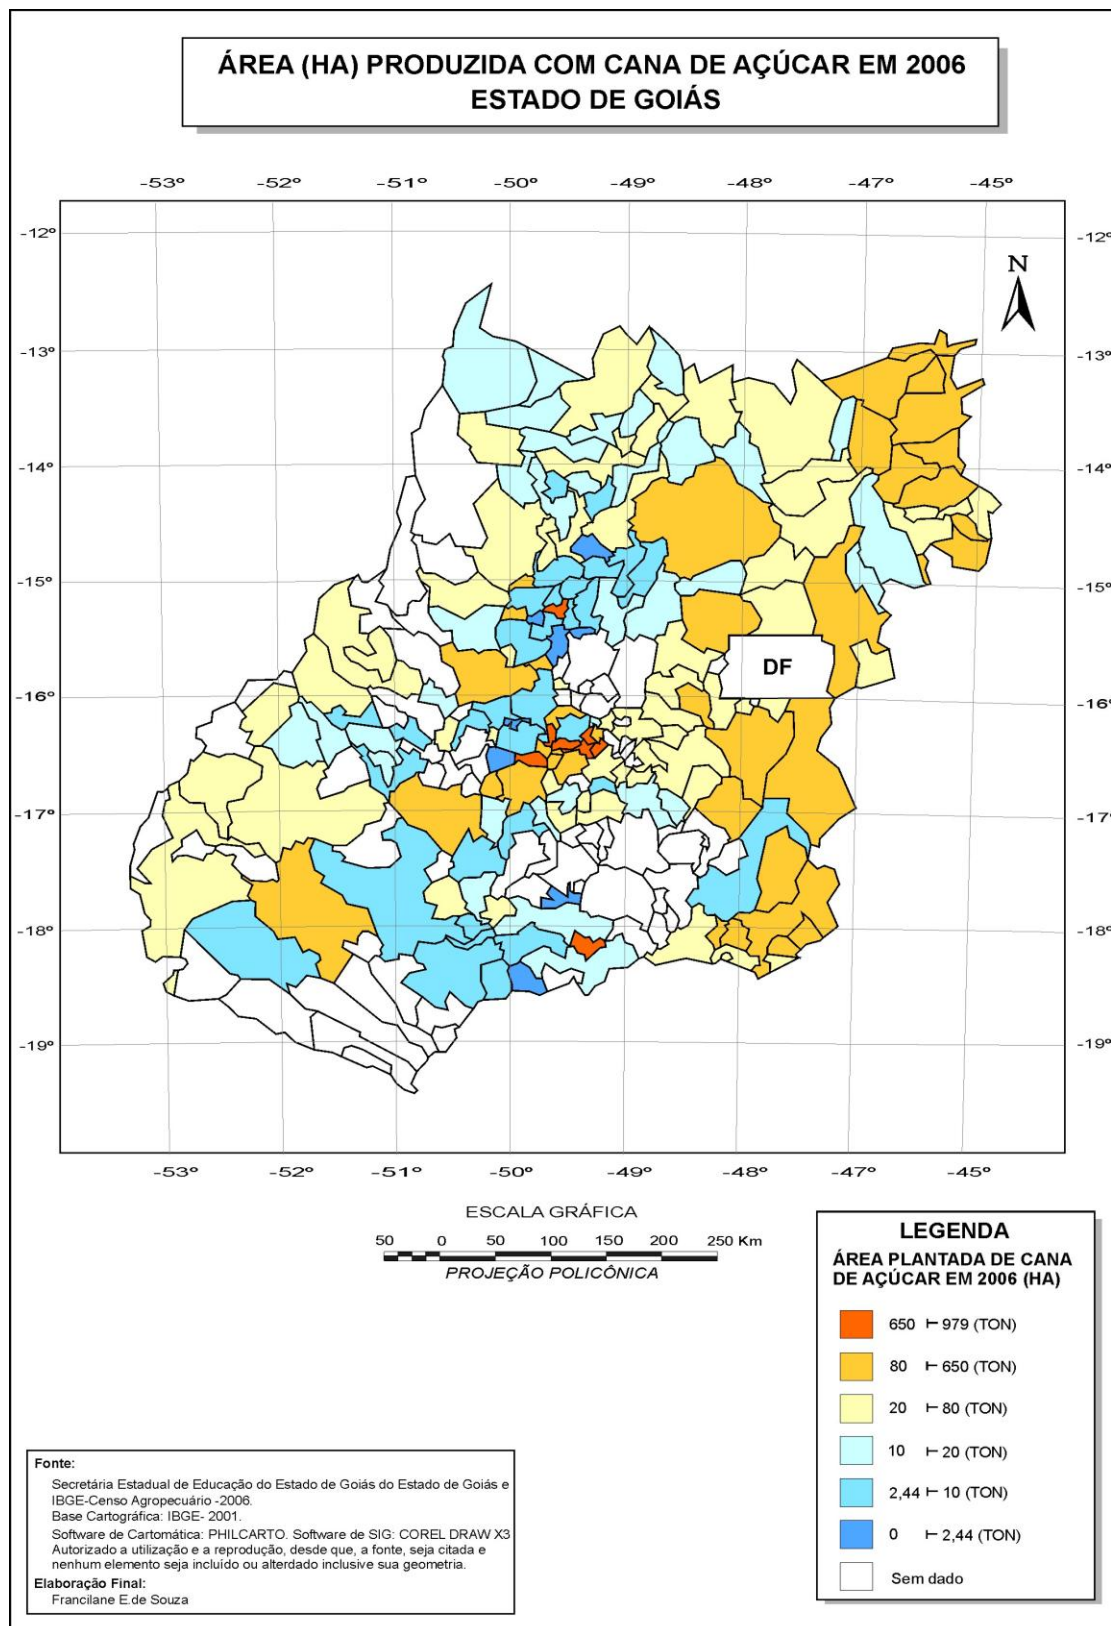 ÁREA (HA) PRODUZIDA COM CANA DE AÇÚCAR EM 2006
ESTADO DE GOIÁS
-53º -52º -51º -50º -49º -48º -47º -45º
-12º -12º
N
-13º -13º
-14º -14º
-15º -15º
DF
-16º -16º
-17º -17º
-18º -18º
-19º -19º
-53º -52º -51º -50º -49º -48º -47º -45º
ESCALA GRÁFICA
50 0 50 100 150 200 250 Km
PROJEÇÃO POLICÔNICA
LEGENDA
ÁREA PLANTADA DE CANA
DE AÇÚCAR EM 2006 (HA)
650 ⊢ 979 (TON)
80 ⊢ 650 (TON)
20 ⊢ 80 (TON)
10 ⊢ 20 (TON)
2,44 ⊢ 10 (TON)
0 ⊢ 2,44 (TON)
Sem dado
Fonte:
Secretária Estadual de Educação do Estado de Goiás do Estado de Goiás e
IBGE-Censo Agropecuário -2006.
Base Cartográfica: IBGE- 2001.
Software de Cartomática: PHILCARTO. Software de SIG: COREL DRAW X3
Autorizado a utilização e a reprodução, desde que, a fonte, seja citada e
nenhum elemento seja incluído ou alterdado inclusive sua geometria.
Elaboração Final:
Francilane E.de Souza